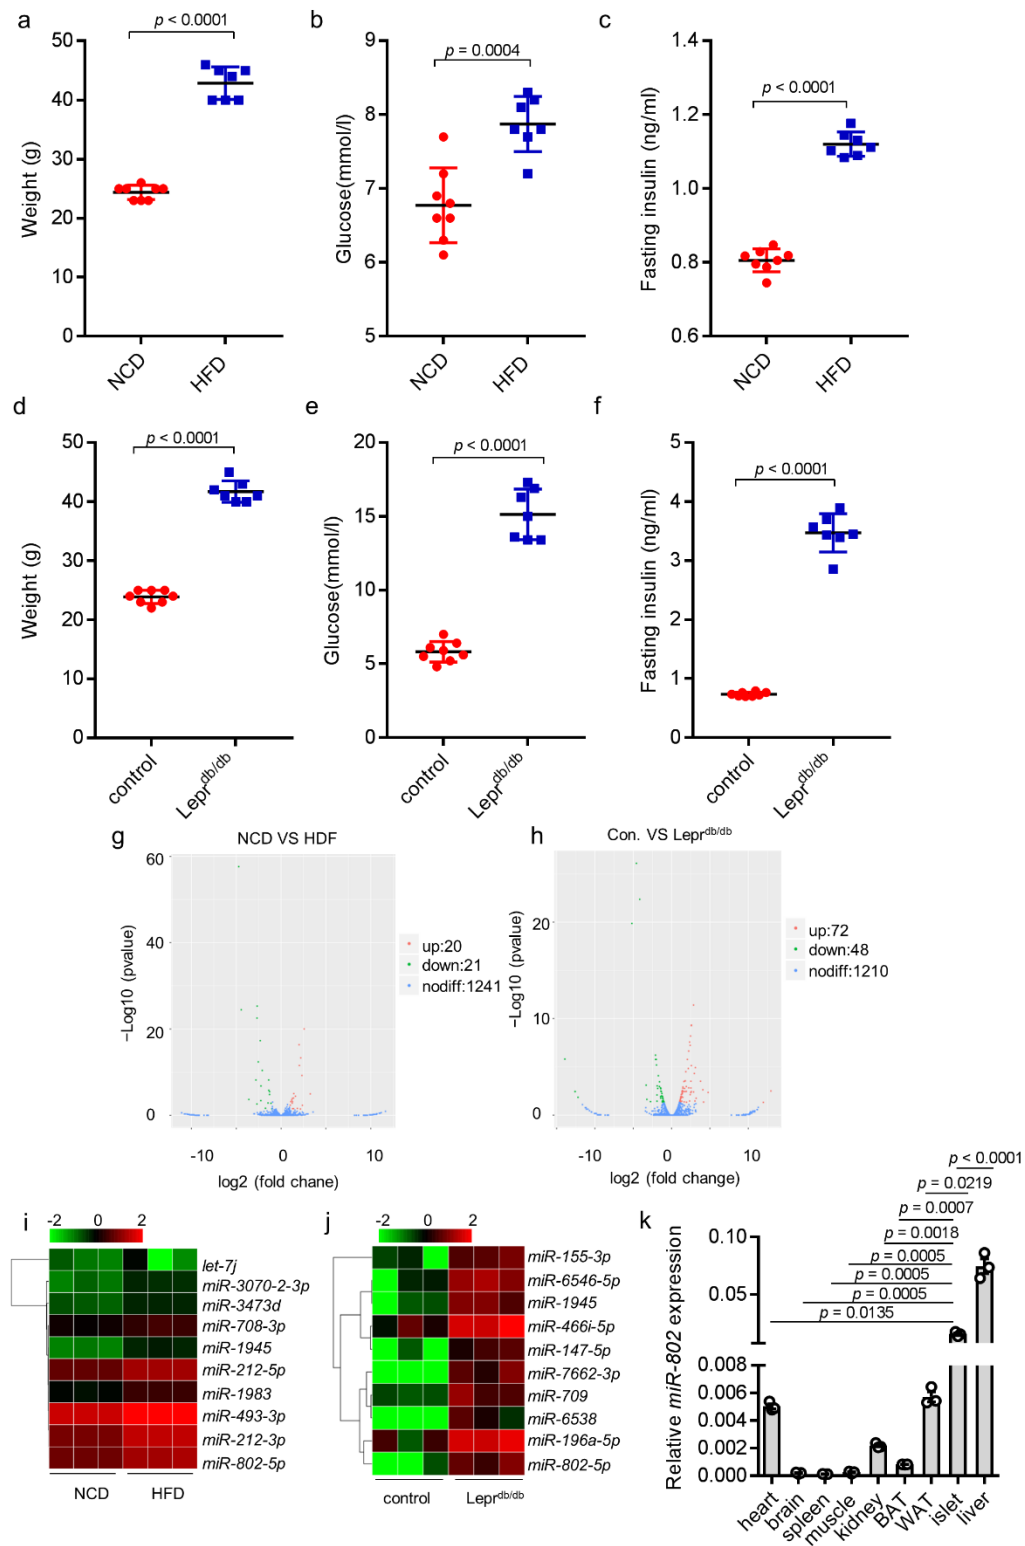 a
b
c
p < 0.0001
p = 0.0004
p < 0.0001
Weight (g)
50
40
30
20
10
0
NCD
HFD
Glucose(mmol/l)
9
8
7
6
5
NCD
HFD
Fasting insulin (ng/ml)
1.4
1.2
1.0
0.8
0.6
NCD
HFD
d
e
f
p < 0.0001
p < 0.0001
p < 0.0001
Weight (g)
50
40
30
20
10
0
control
Lepr^db/db
Glucose(mmol/l)
20
15
10
5
0
control
Lepr^db/db
Fasting insulin (ng/ml)
5
4
3
2
1
0
control
Lepr^db/db
g
NCD VS HDF
−Log10 (pvalue)
60
40
20
0
-10
0
10
log2 (fold chane)
up:20
down:21
nodiff:1241
h
Con. VS Lepr^db/db
−Log10 (pvalue)
20
10
0
-10
0
10
log2 (fold change)
up:72
down:48
nodiff:1210
i
-2
0
2
let-7j
miR-3070-2-3p
miR-3473d
miR-708-3p
miR-1945
miR-212-5p
miR-1983
miR-493-3p
miR-212-3p
miR-802-5p
NCD
HFD
j
-2
0
2
miR-155-3p
miR-6546-5p
miR-1945
miR-466i-5p
miR-147-5p
miR-7662-3p
miR-709
miR-6538
miR-196a-5p
miR-802-5p
control
Lepr^db/db
k
p < 0.0001
p = 0.0219
p = 0.0007
p = 0.0018
p = 0.0005
p = 0.0005
p = 0.0005
p = 0.0135
Relative miR-802 expression
0.10
0.05
0.008
0.006
0.004
0.002
0.000
heart
brain
spleen
muscle
kidney
BAT
WAT
islet
liver